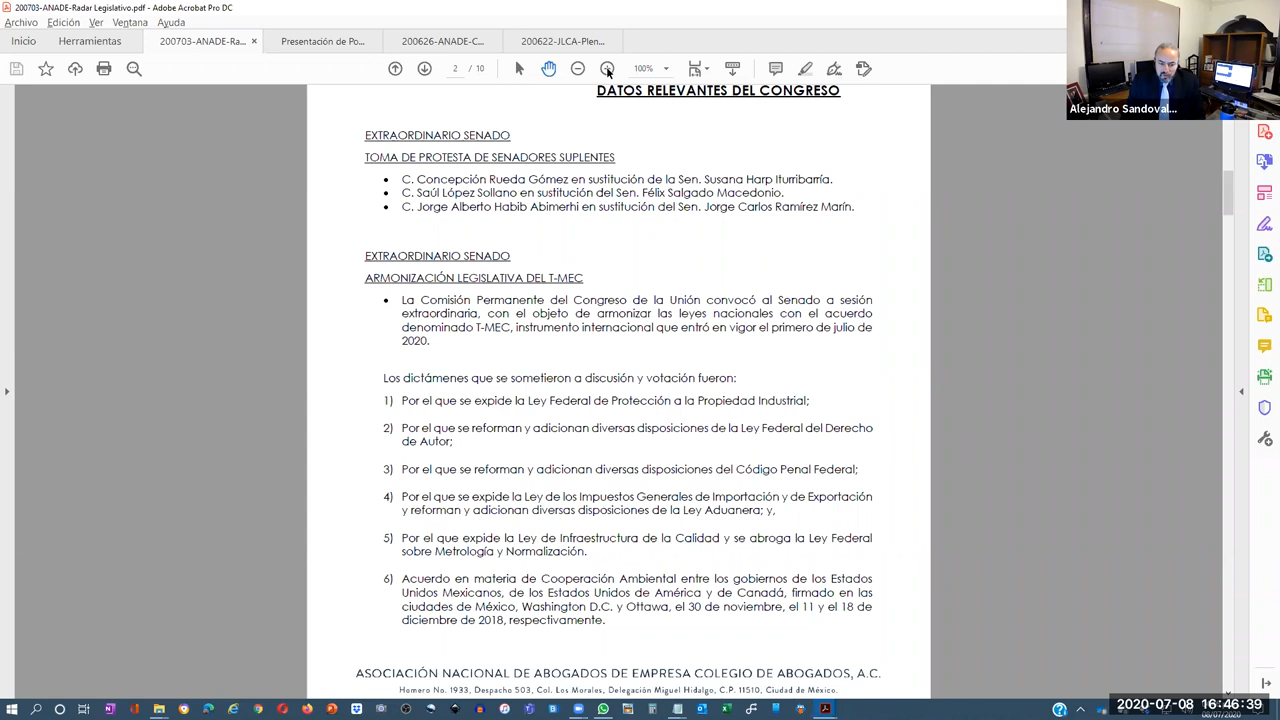 200703-ANADE-Radar Legislativo.pdf - Adobe Acrobat Pro DC
Archivo Edición Ver Ventana Ayuda
Inicio Herramientas 200703-ANADE-Ra... × Presentación de Po... 200626-ANADE-C... 200622-JLCA-Plen...
2 / 10 100%
Alejandro Sandoval...
DATOS RELEVANTES DEL CONGRESO
EXTRAORDINARIO SENADO
TOMA DE PROTESTA DE SENADORES SUPLENTES
• C. Concepción Rueda Gómez en sustitución de la Sen. Susana Harp Iturribarría.
• C. Saúl López Sollano en sustitución del Sen. Félix Salgado Macedonio.
• C. Jorge Alberto Habib Abimerhi en sustitución del Sen. Jorge Carlos Ramírez Marín.
EXTRAORDINARIO SENADO
ARMONIZACIÓN LEGISLATIVA DEL T-MEC
• La Comisión Permanente del Congreso de la Unión convocó al Senado a sesión
extraordinaria, con el objeto de armonizar las leyes nacionales con el acuerdo
denominado T-MEC, instrumento internacional que entró en vigor el primero de julio de
2020.
Los dictámenes que se sometieron a discusión y votación fueron:
1) Por el que se expide la Ley Federal de Protección a la Propiedad Industrial;
2) Por el que se reforman y adicionan diversas disposiciones de la Ley Federal del Derecho
de Autor;
3) Por el que se reforman y adicionan diversas disposiciones del Código Penal Federal;
4) Por el que se expide la Ley de los Impuestos Generales de Importación y de Exportación
y reforman y adicionan diversas disposiciones de la Ley Aduanera; y,
5) Por el que expide la Ley de Infraestructura de la Calidad y se abroga la Ley Federal
sobre Metrología y Normalización.
6) Acuerdo en materia de Cooperación Ambiental entre los gobiernos de los Estados
Unidos Mexicanos, de los Estados Unidos de América y de Canadá, firmado en las
ciudades de México, Washington D.C. y Ottawa, el 30 de noviembre, el 11 y el 18 de
diciembre de 2018, respectivamente.
ASOCIACIÓN NACIONAL DE ABOGADOS DE EMPRESA COLEGIO DE ABOGADOS, A.C.
Homero No. 1933, Despacho 503, Col. Los Morales, Delegación Miguel Hidalgo, C.P. 11510, Ciudad de México.
2020-07-08 16:46:39
08/07/2020